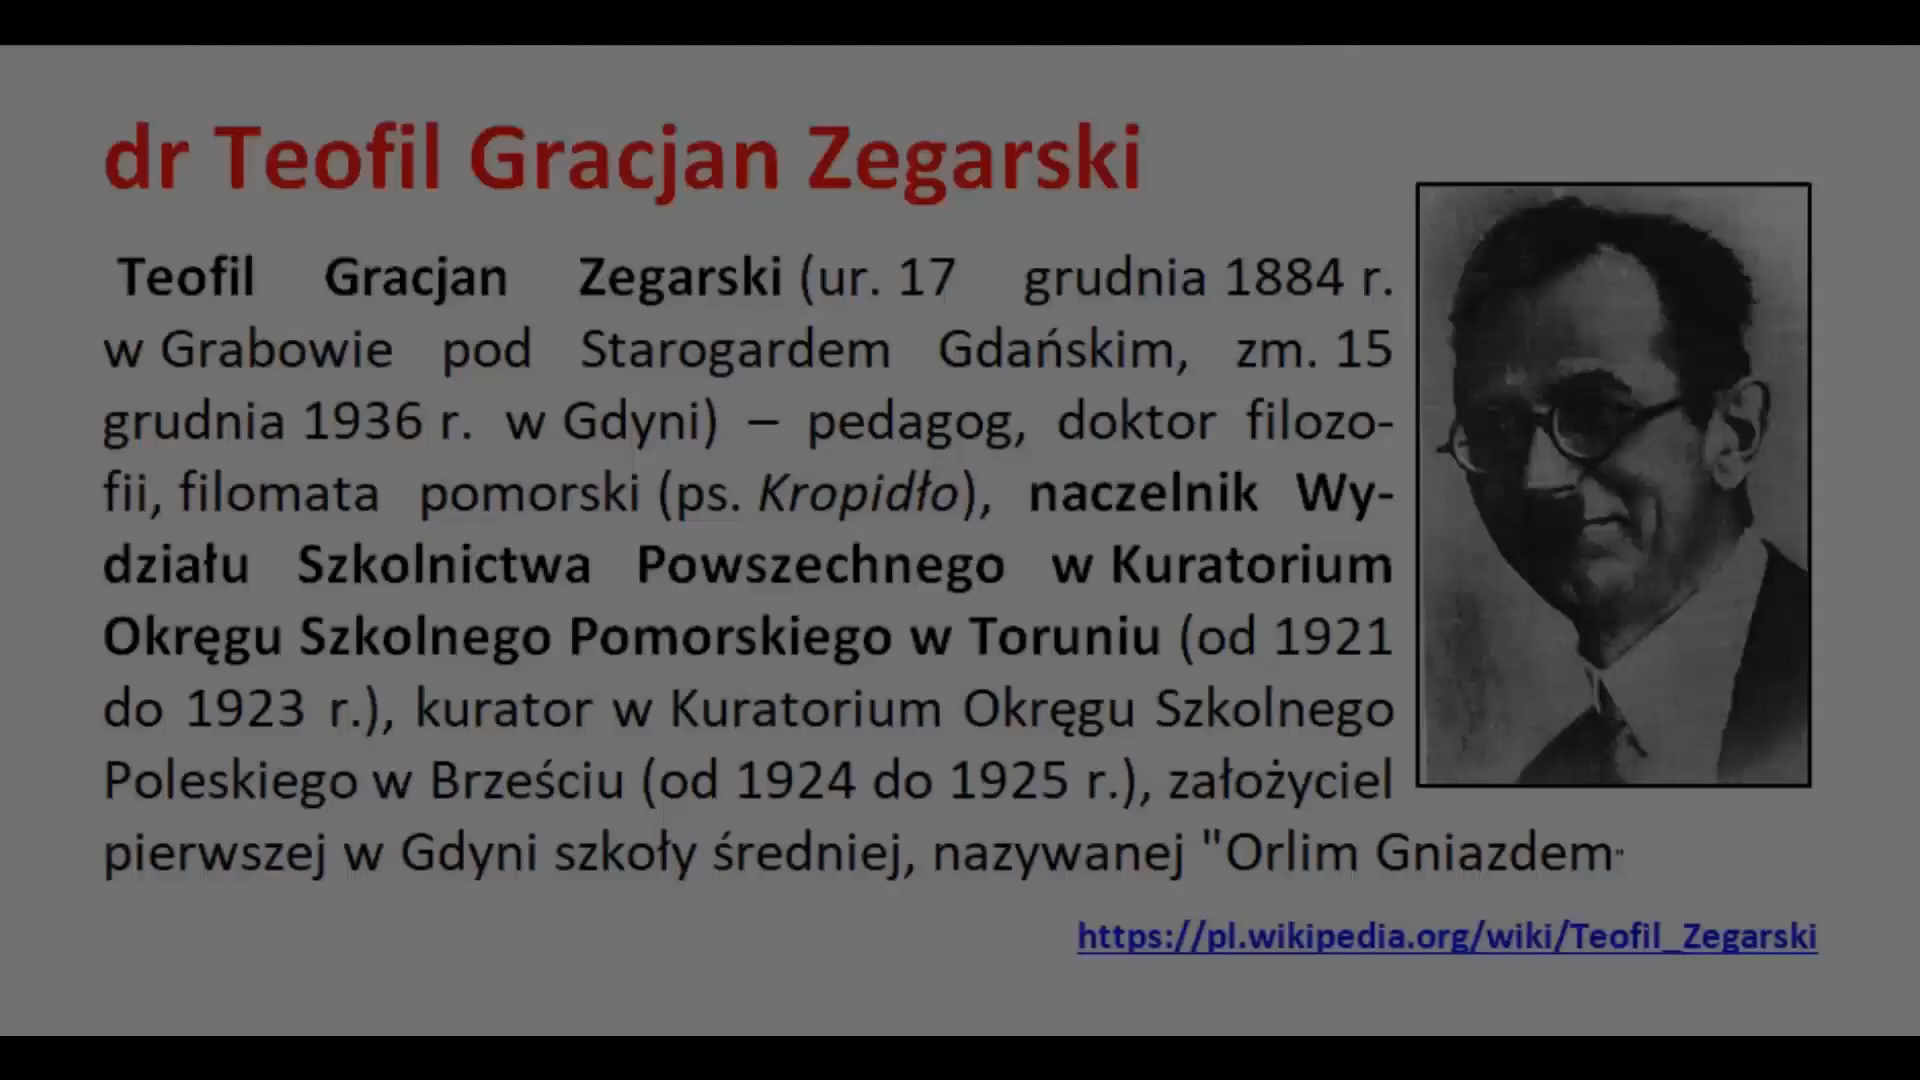 dr Teofil Gracjan Zegarski
Teofil Gracjan Zegarski (ur. 17 grudnia 1884 r.
w Grabowie pod Starogardem Gdańskim, zm. 15
grudnia 1936 r. w Gdyni) – pedagog, doktor filozo-
fii, filomata pomorski (ps. Kropidło), naczelnik Wy-
działu Szkolnictwa Powszechnego w Kuratorium
Okręgu Szkolnego Pomorskiego w Toruniu (od 1921
do 1923 r.), kurator w Kuratorium Okręgu Szkolnego
Poleskiego w Brześciu (od 1924 do 1925 r.), założyciel
pierwszej w Gdyni szkoły średniej, nazywanej "Orlim Gniazdem"
https://pl.wikipedia.org/wiki/Teofil_Zegarski